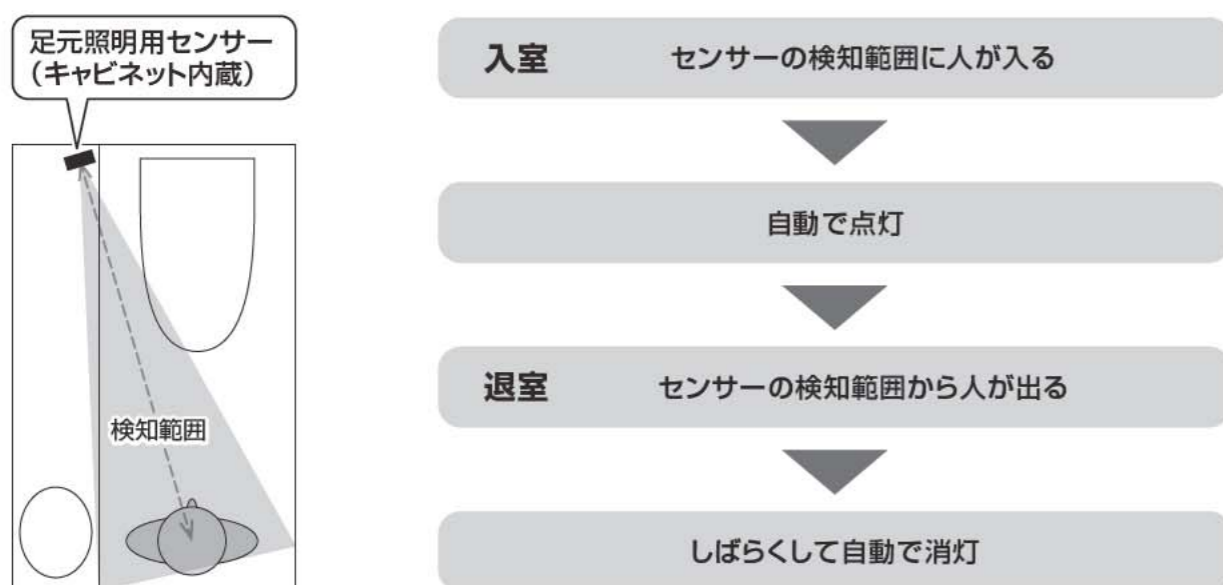 足元照明用センサー
（キャビネット内蔵）
検知範囲
入室 センサーの検知範囲に人が入る
自動で点灯
退室 センサーの検知範囲から人が出る
しばらくして自動で消灯